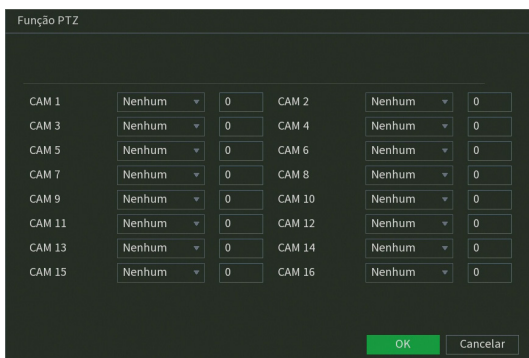 Função PTZ
CAM 1 Nenhum 0 CAM 2 Nenhum 0
CAM 3 Nenhum 0 CAM 4 Nenhum 0
CAM 5 Nenhum 0 CAM 6 Nenhum 0
CAM 7 Nenhum 0 CAM 8 Nenhum 0
CAM 9 Nenhum 0 CAM 10 Nenhum 0
CAM 11 Nenhum 0 CAM 12 Nenhum 0
CAM 13 Nenhum 0 CAM 14 Nenhum 0
CAM 15 Nenhum 0 CAM 16 Nenhum 0
OK Cancelar